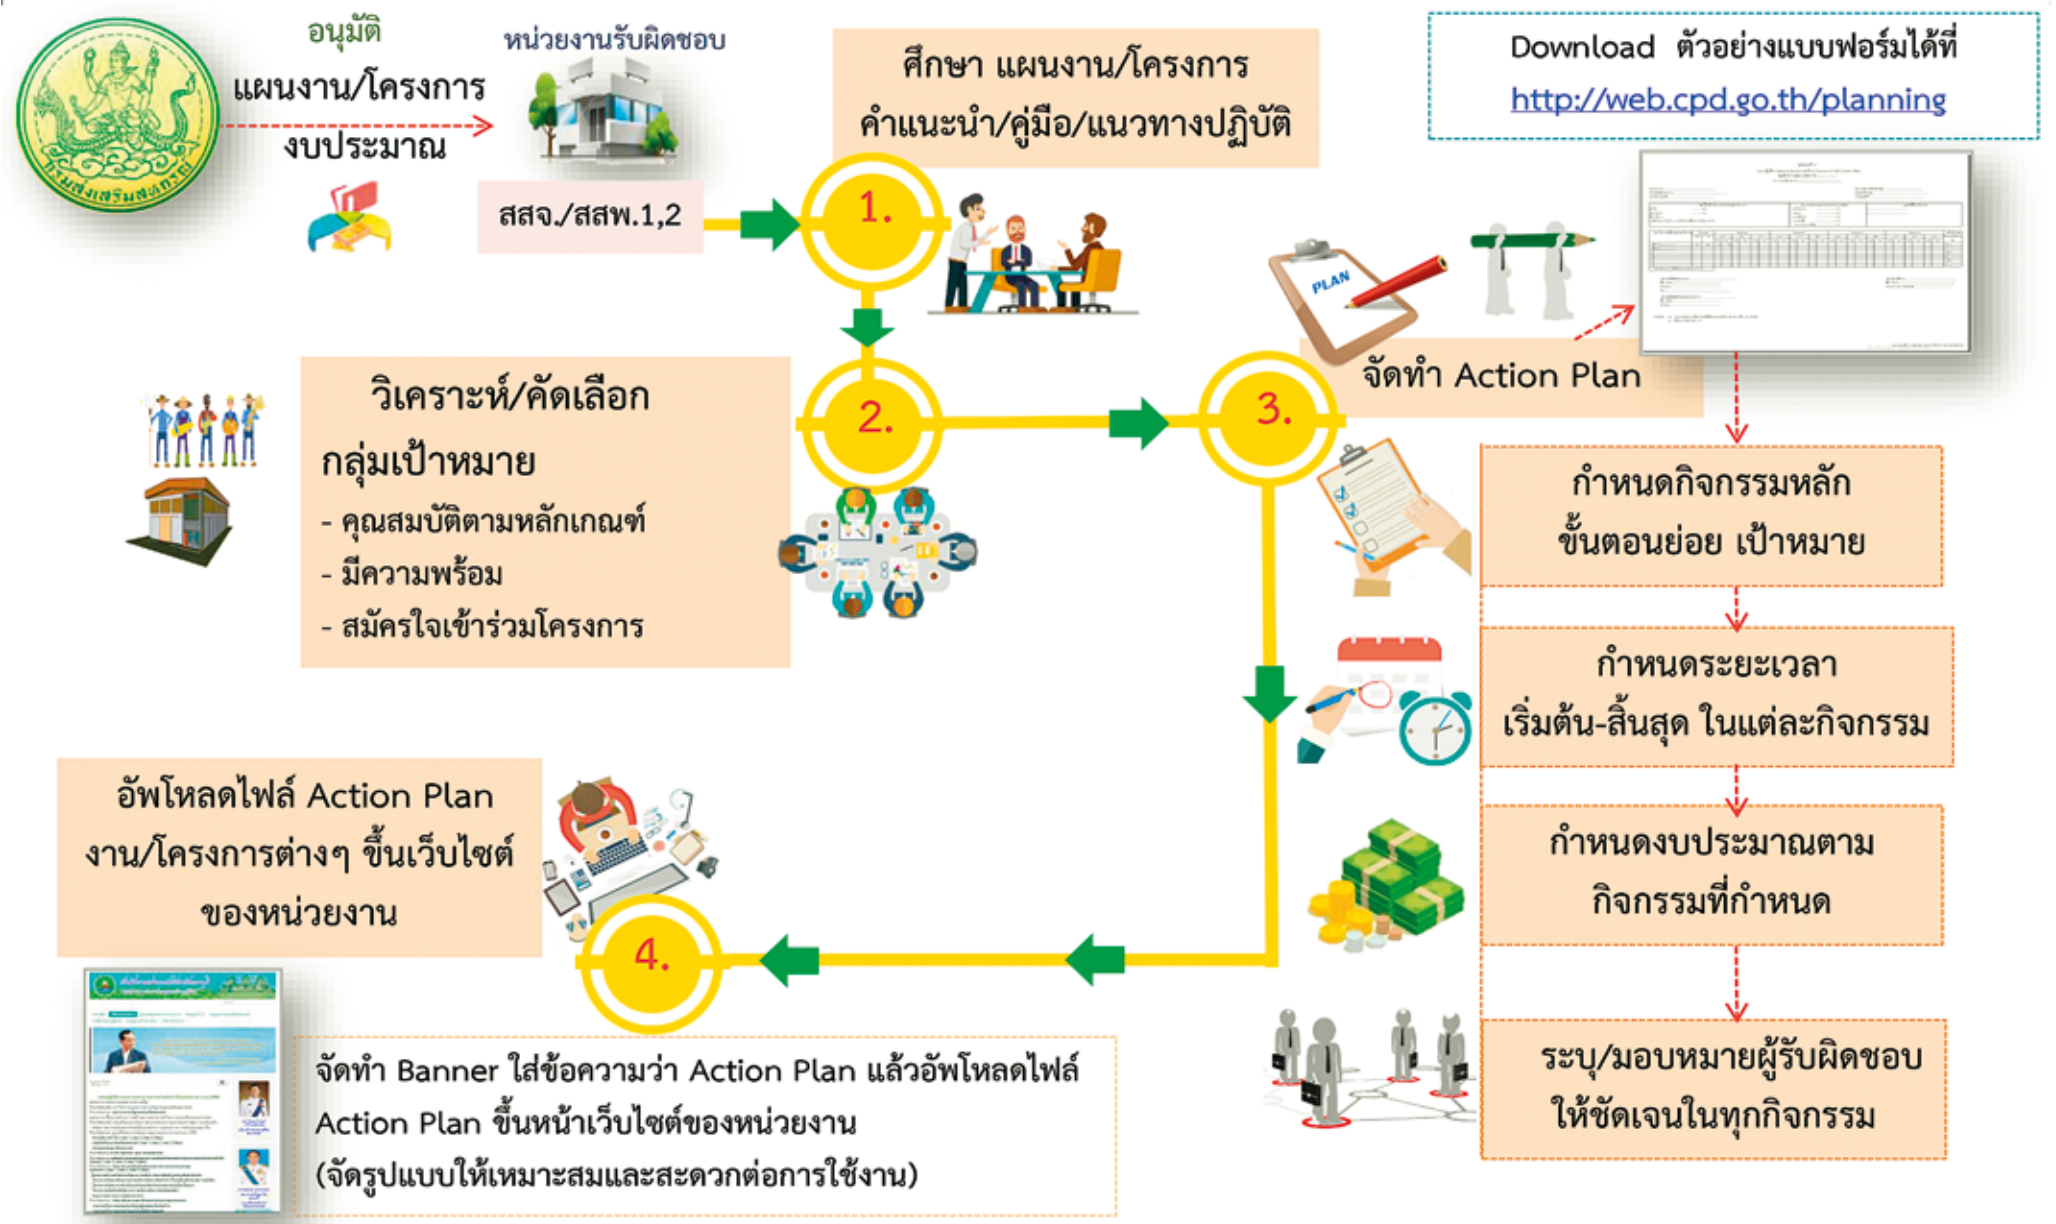 กรมส่งเสริมสหกรณ์
อนุมัติ
แผนงาน/โครงการ
งบประมาณ
หน่วยงานรับผิดชอบ
สสจ./สสพ.1,2
ศึกษา แผนงาน/โครงการ
คำแนะนำ/คู่มือ/แนวทางปฏิบัติ
Download ตัวอย่างแบบฟอร์มได้ที่
http://web.cpd.go.th/planning
1.
วิเคราะห์/คัดเลือก
กลุ่มเป้าหมาย
- คุณสมบัติตามหลักเกณฑ์
- มีความพร้อม
- สมัครใจเข้าร่วมโครงการ
2.
3.
PLAN
จัดทำ Action Plan
กำหนดกิจกรรมหลัก
ขั้นตอนย่อย เป้าหมาย
กำหนดระยะเวลา
เริ่มต้น-สิ้นสุด ในแต่ละกิจกรรม
กำหนดงบประมาณตาม
กิจกรรมที่กำหนด
ระบุ/มอบหมายผู้รับผิดชอบ
ให้ชัดเจนในทุกกิจกรรม
อัพโหลดไฟล์ Action Plan
งาน/โครงการต่างๆ ขึ้นเว็บไซต์
ของหน่วยงาน
4.
จัดทำ Banner ใส่ข้อความว่า Action Plan แล้วอัพโหลดไฟล์
Action Plan ขึ้นหน้าเว็บไซต์ของหน่วยงาน
(จัดรูปแบบให้เหมาะสมและสะดวกต่อการใช้งาน)